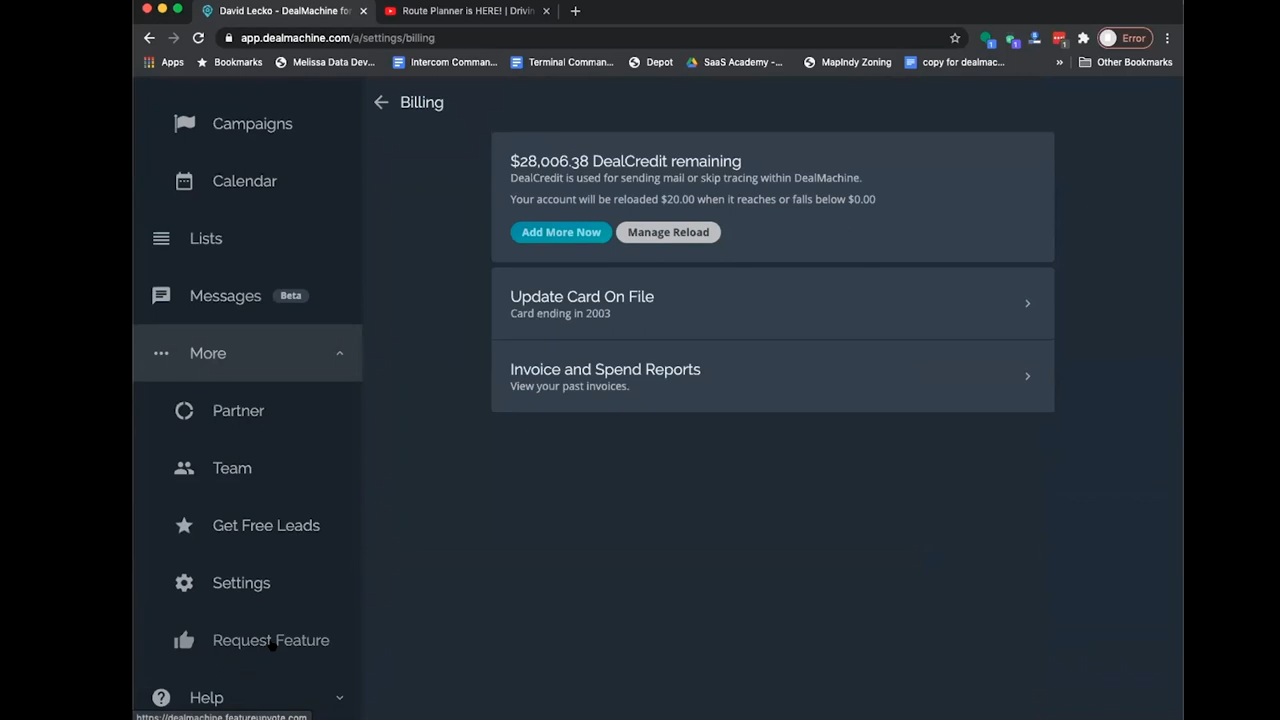 David Lecko - DealMachine for
Route Planner is HERE! | Drivin
app.dealmachine.com/a/settings/billing
Error
Apps
Bookmarks
Melissa Data Dev...
Intercom Comman...
Terminal Comman...
Depot
SaaS Academy -...
MapIndy Zoning
copy for dealmac...
»
Other Bookmarks
Campaigns
Calendar
Lists
Messages Beta
More
Partner
Team
Get Free Leads
Settings
Request Feature
Help
https://dealmachine.featureupvote.com
Billing
$28,006.38 DealCredit remaining
DealCredit is used for sending mail or skip tracing within DealMachine.
Your account will be reloaded $20.00 when it reaches or falls below $0.00
Add More Now Manage Reload
Update Card On File
Card ending in 2003
Invoice and Spend Reports
View your past invoices.